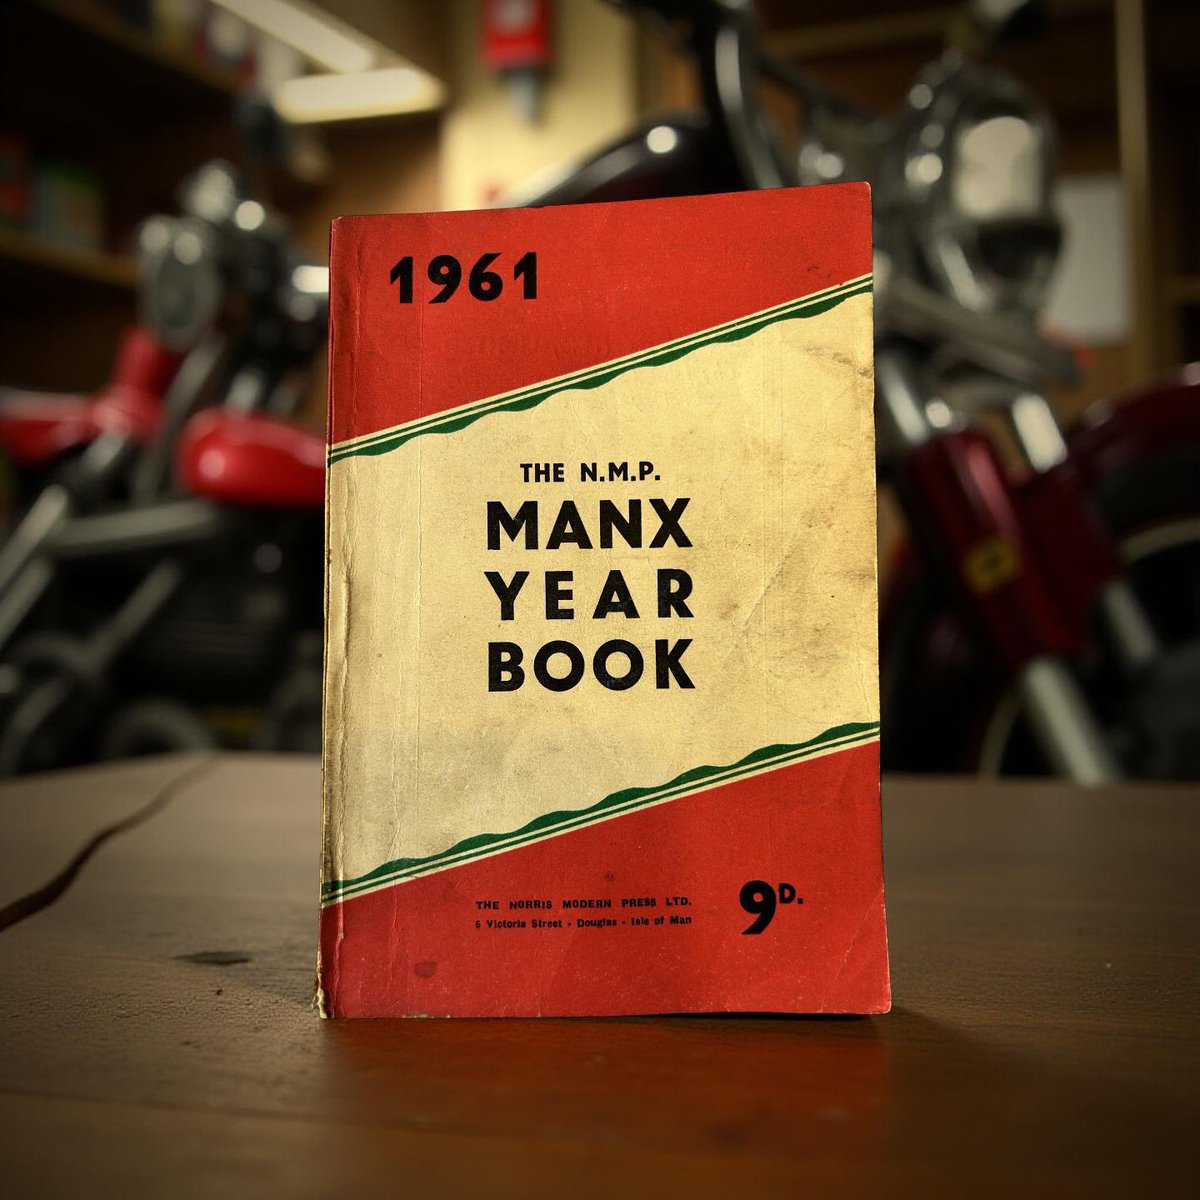 1961
THE N.M.P.
MANX
YEAR
BOOK
THE NORRIS MODERN PRESS LTD.
6 Victoria Street - Douglas - Isle of Man
9D.